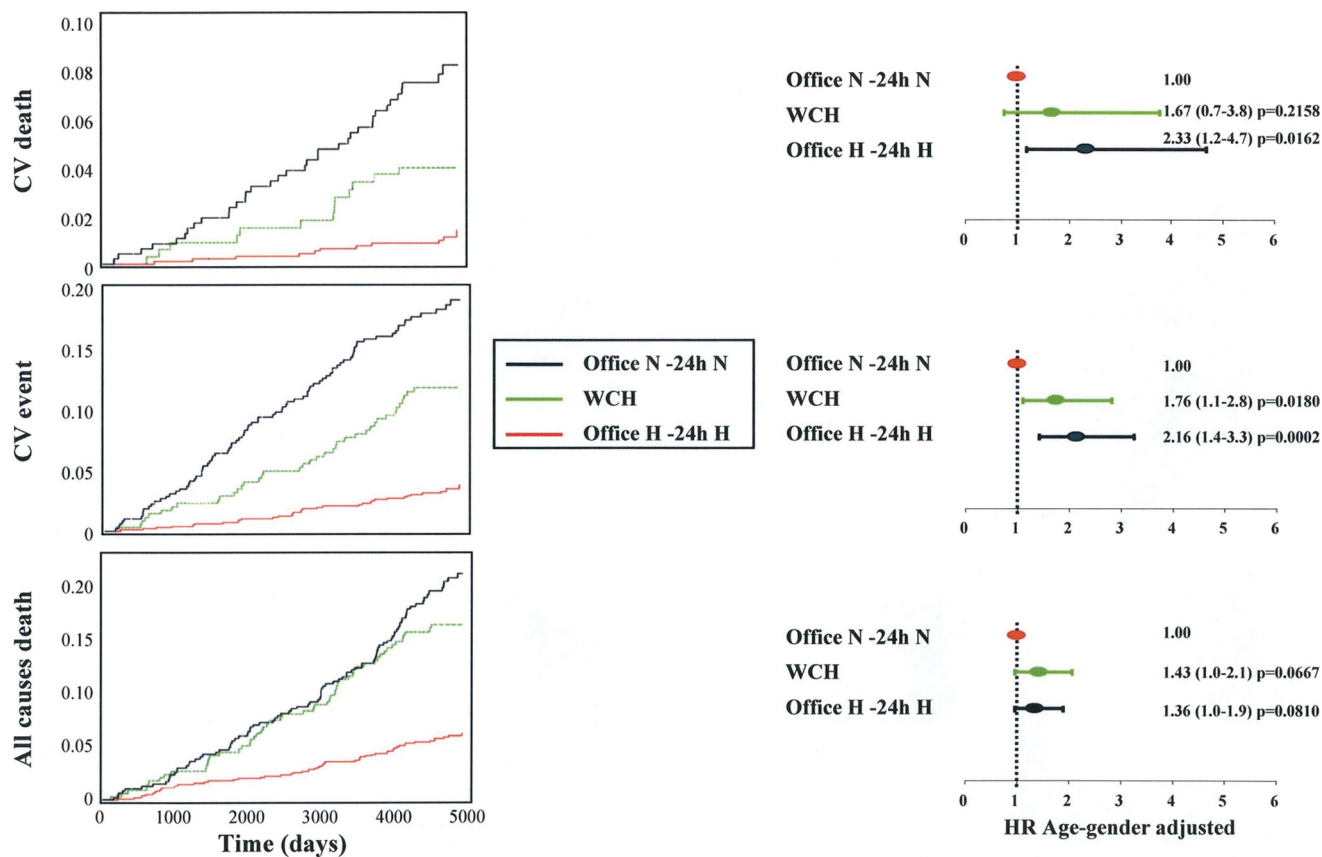 CV death
0.10
0.08
0.06
0.04
0.02
0
Office N -24h N
1.00
WCH
1.67 (0.7-3.8) p=0.2158
Office H -24h H
2.33 (1.2-4.7) p=0.0162
0 1 2 3 4 5 6
CV event
0.20
0.15
0.10
0.05
0
Office N -24h N
WCH
Office H -24h H
Office N -24h N
1.00
WCH
1.76 (1.1-2.8) p=0.0180
Office H -24h H
2.16 (1.4-3.3) p=0.0002
0 1 2 3 4 5 6
All causes death
0.20
0.15
0.10
0.05
0
0 1000 2000 3000 4000 5000
Time (days)
Office N -24h N
1.00
WCH
1.43 (1.0-2.1) p=0.0667
Office H -24h H
1.36 (1.0-1.9) p=0.0810
0 1 2 3 4 5 6
HR Age-gender adjusted